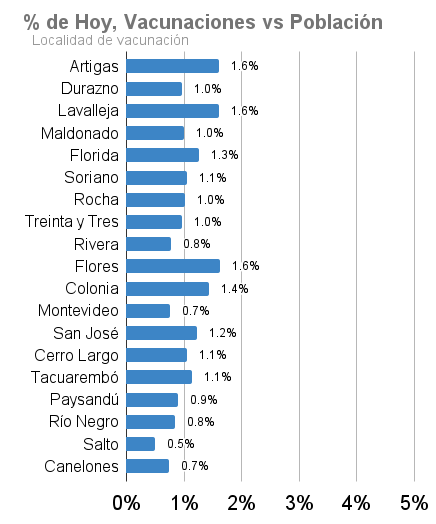 % de Hoy, Vacunaciones vs Población
Localidad de vacunación
Artigas 1.6%
Durazno 1.0%
Lavalleja 1.6%
Maldonado 1.0%
Florida 1.3%
Soriano 1.1%
Rocha 1.0%
Treinta y Tres 1.0%
Rivera 0.8%
Flores 1.6%
Colonia 1.4%
Montevideo 0.7%
San José 1.2%
Cerro Largo 1.1%
Tacuarembó 1.1%
Paysandú 0.9%
Río Negro 0.8%
Salto 0.5%
Canelones 0.7%
0% 1% 2% 3% 4% 5%